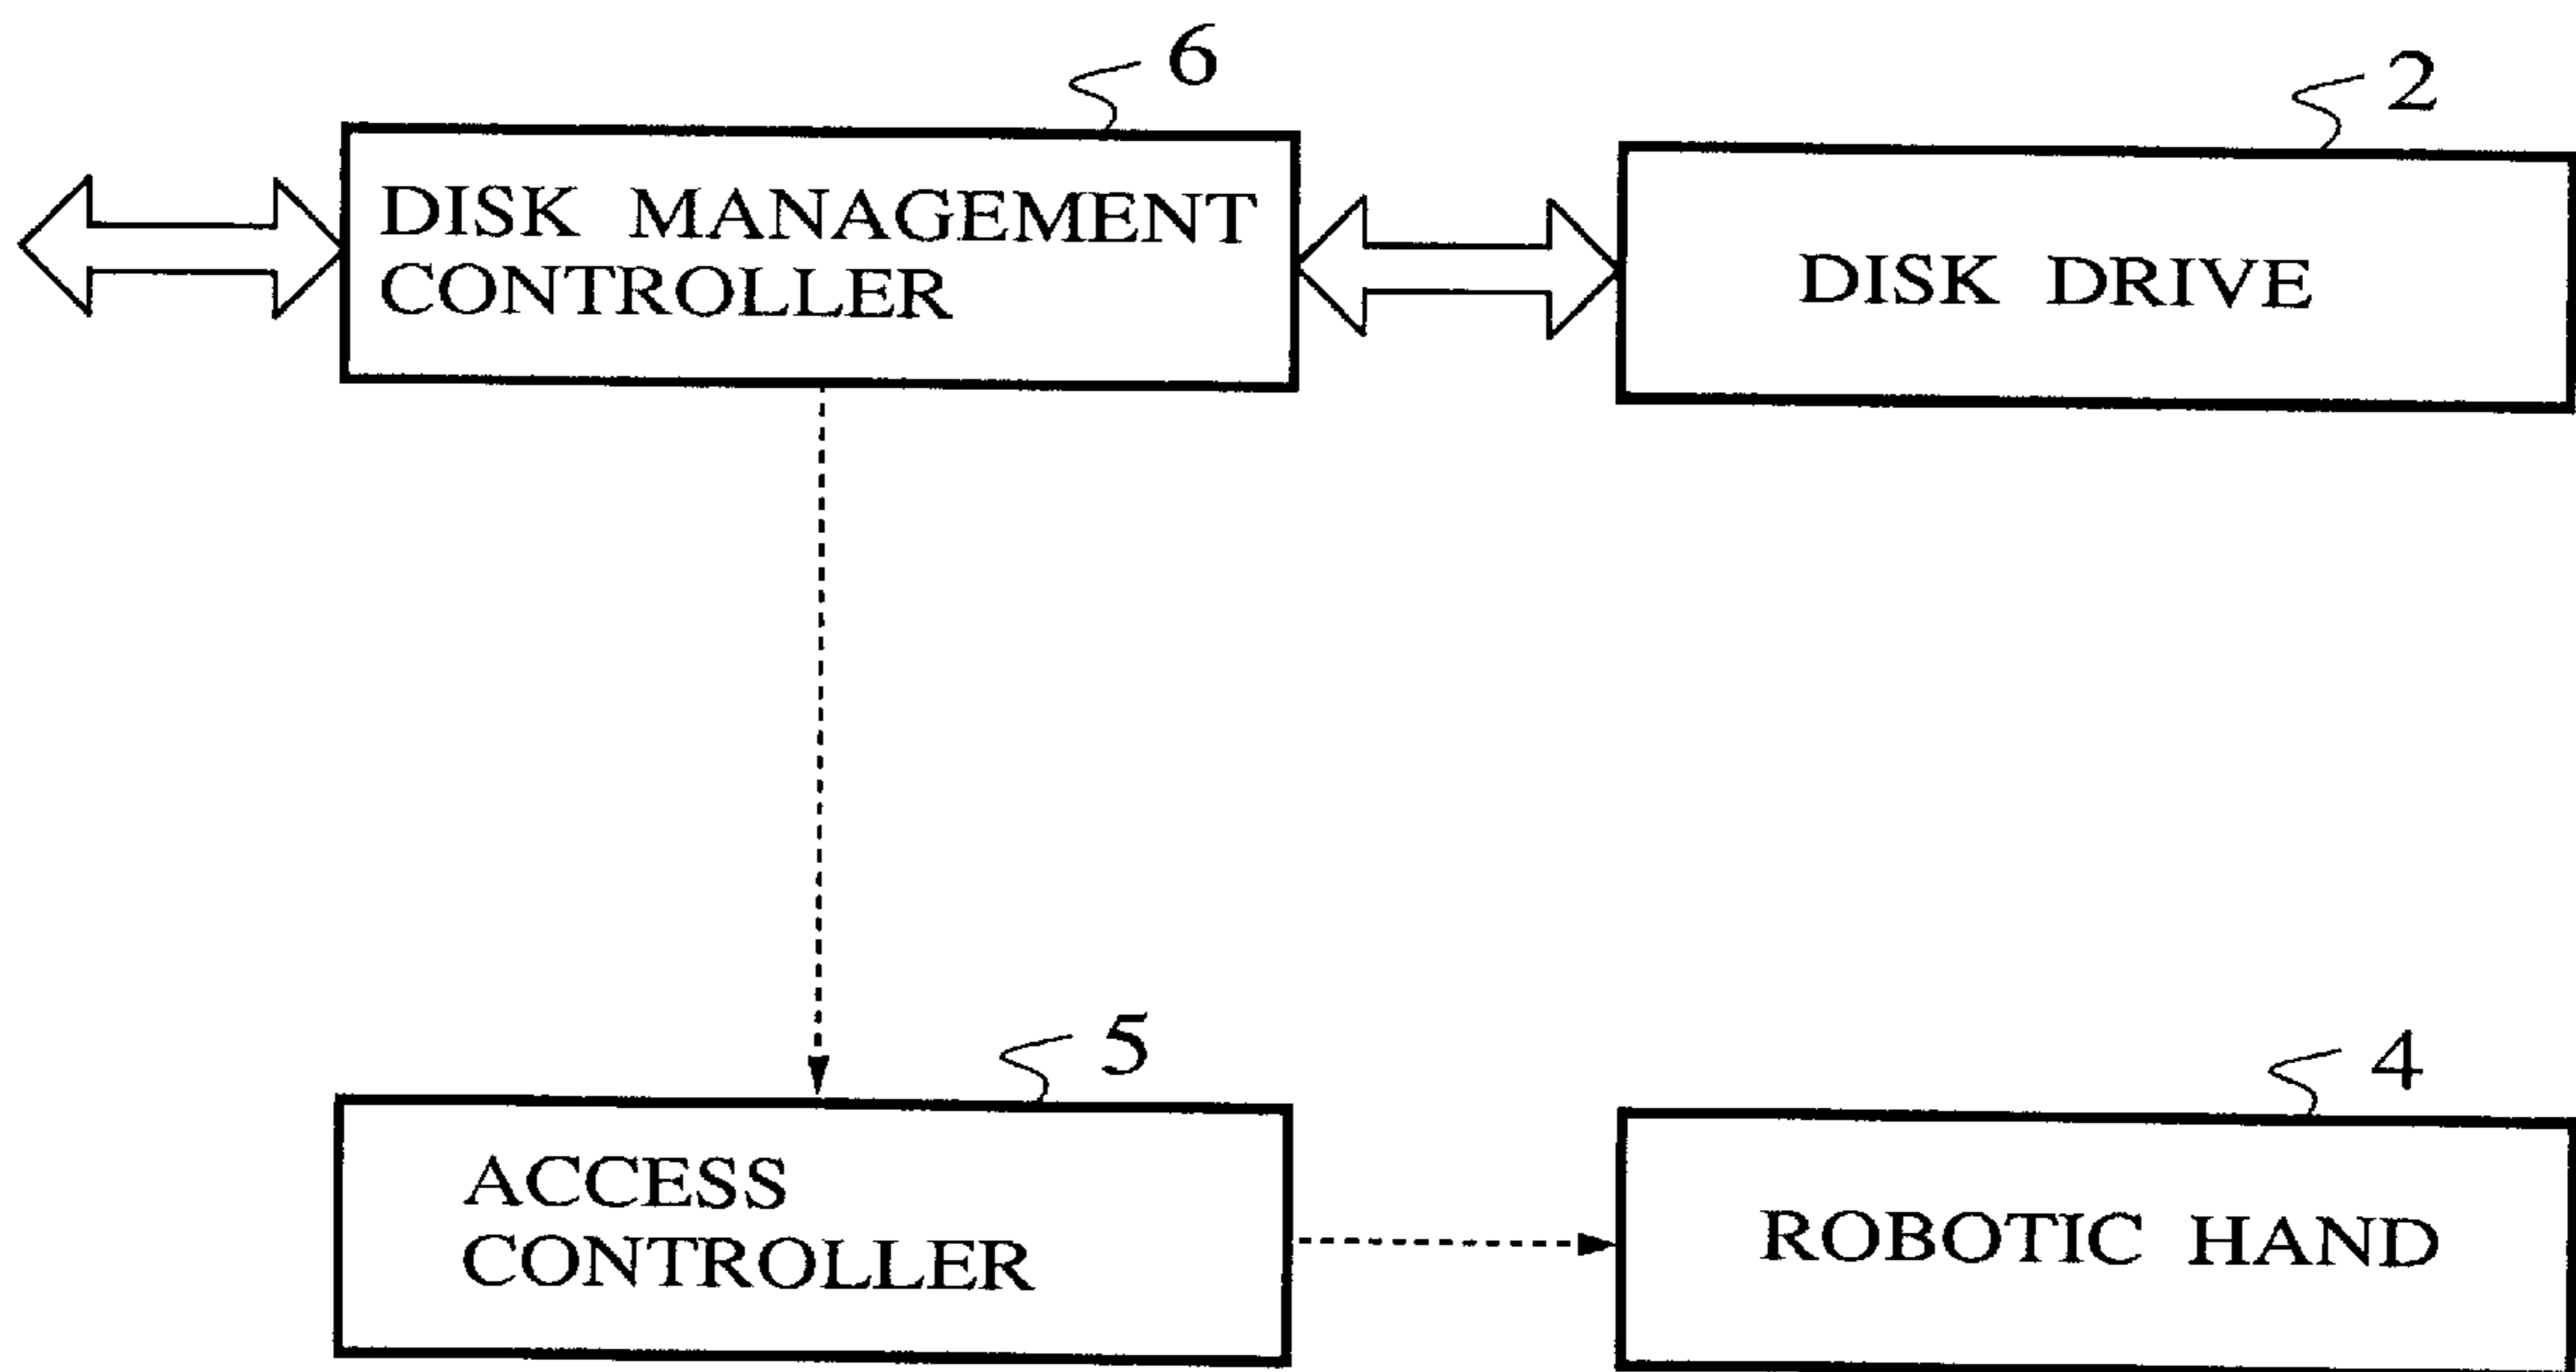 6
2
DISK MANAGEMENT
CONTROLLER
DISK DRIVE
5
4
ACCESS
CONTROLLER
ROBOTIC HAND